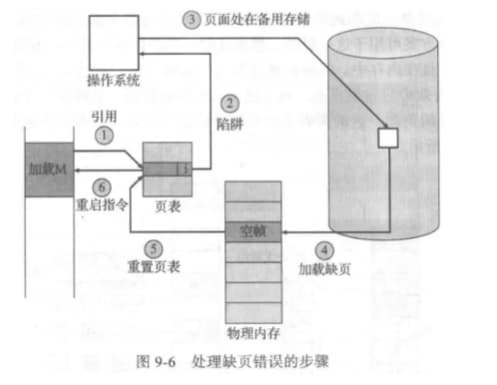 ③ 页面处在备用存储
操作系统
②
陷阱
引用
①
加载M
i
⑥
重启指令
页表
⑤
重置页表
空帧
④
加载缺页
物理内存
图 9-6 处理缺页错误的步骤